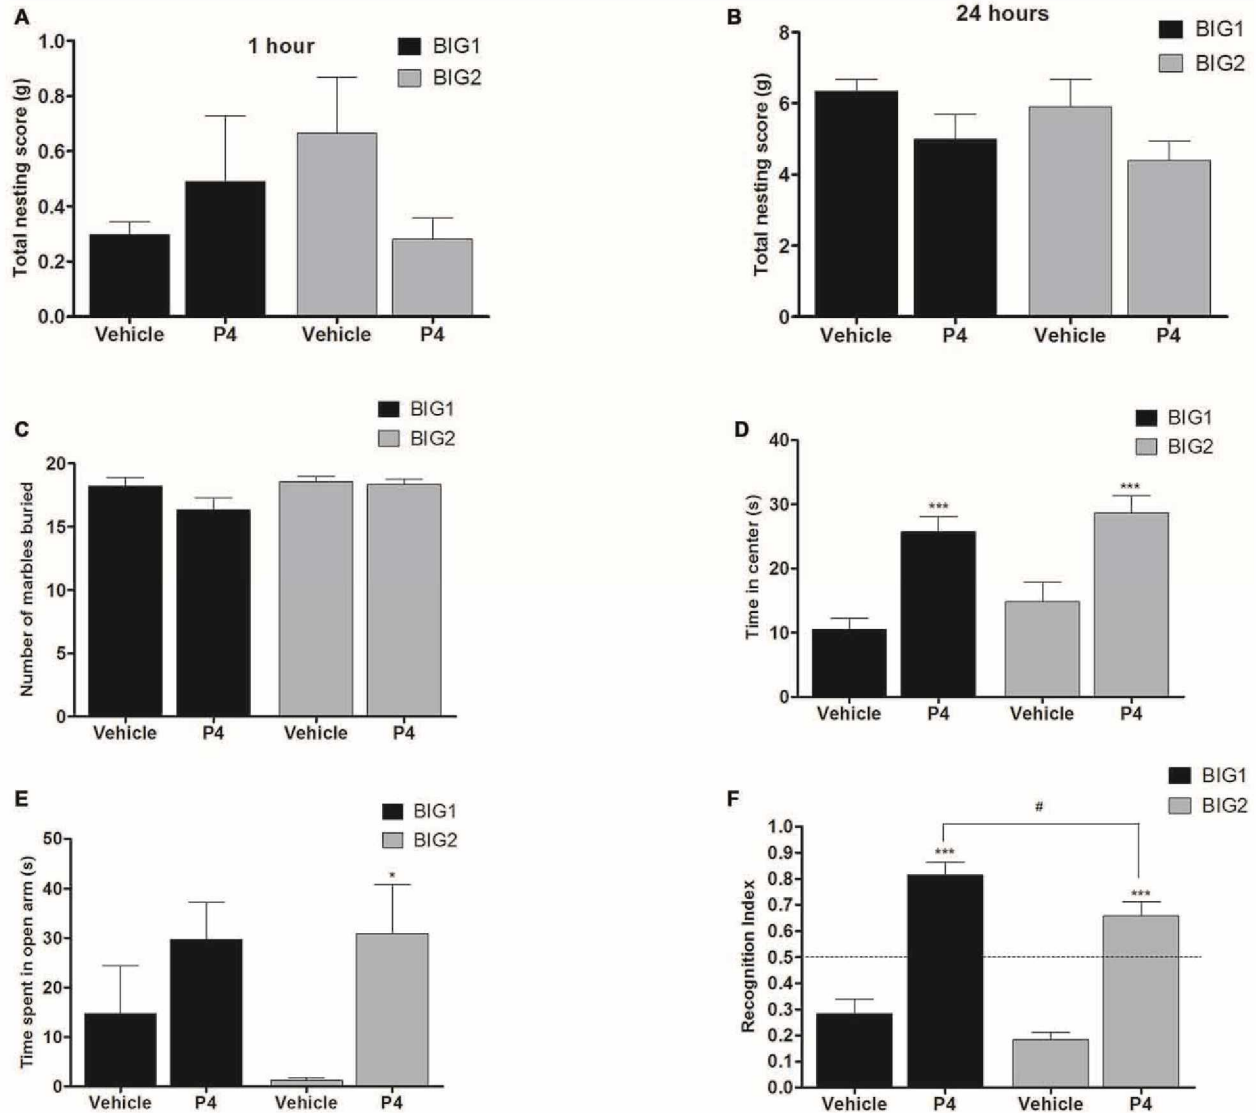 A
1 hour
BIG1
BIG2
Total nesting score (g)
1.0
0.8
0.6
0.4
0.2
0.0
Vehicle P4 Vehicle P4
B
24 hours
BIG1
BIG2
Total nesting score (g)
8
6
4
2
0
Vehicle P4 Vehicle P4
C
BIG1
BIG2
Number of marbles buried
20
15
10
5
0
Vehicle P4 Vehicle P4
D
BIG1
BIG2
Time in center (s)
40
30
20
10
0
*** ***
Vehicle P4 Vehicle P4
E
BIG1
BIG2
Time spent in open arm (s)
50
40
30
20
10
0
*
Vehicle P4 Vehicle P4
F
BIG1
BIG2
Recognition Index
1.0
0.9
0.8
0.7
0.6
0.5
0.4
0.3
0.2
0.1
0.0
#
***
***
Vehicle P4 Vehicle P4